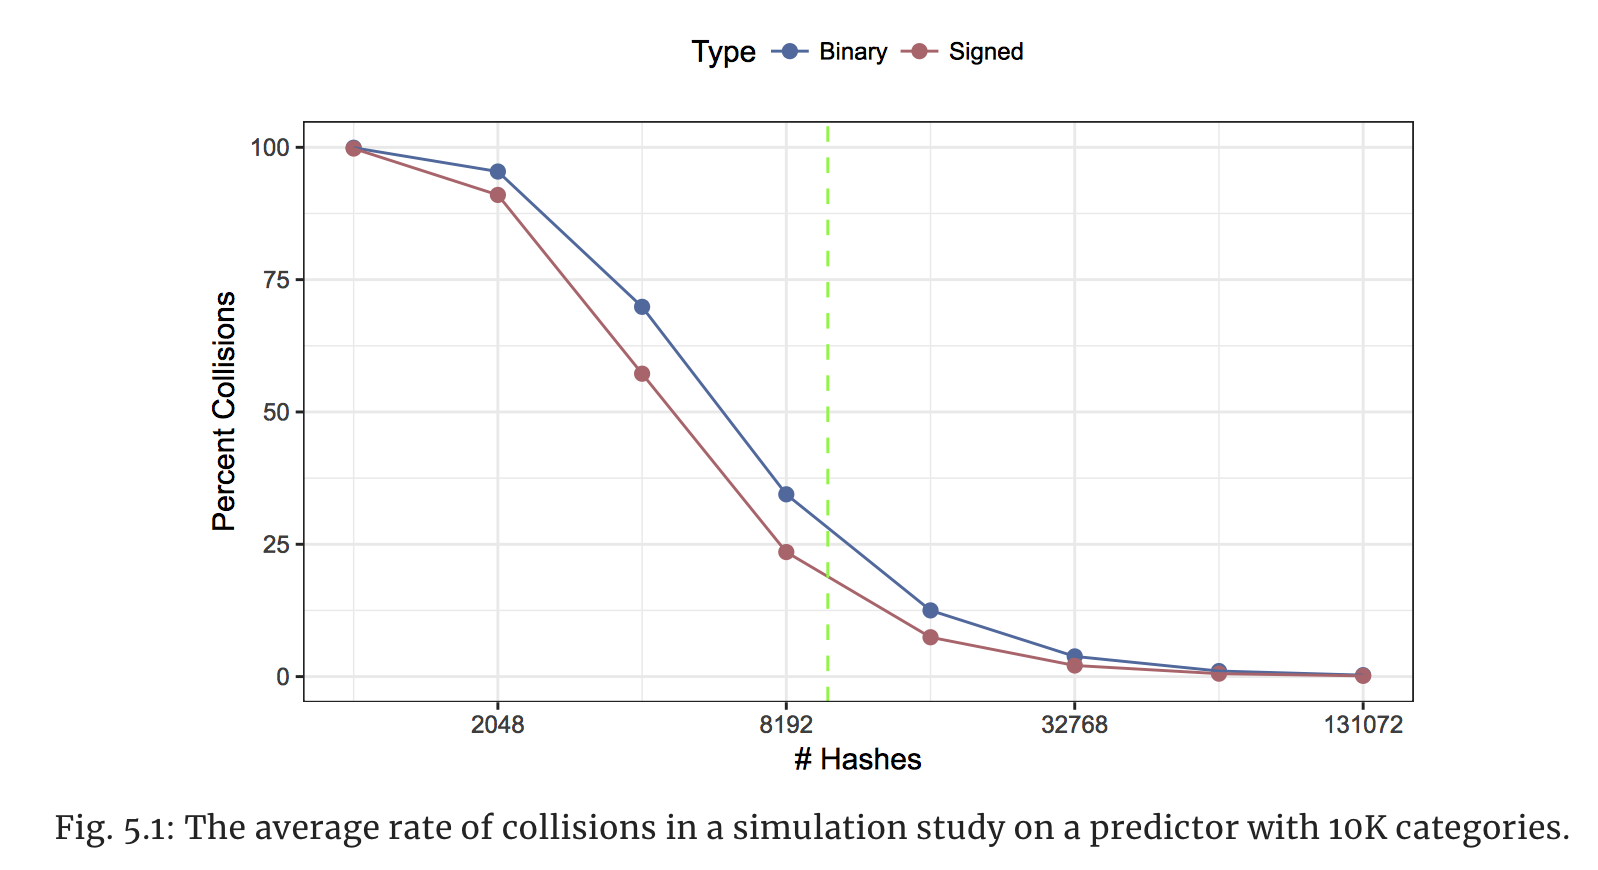 Type Binary Signed
100
75
50
25
0
Percent Collisions
2048 8192 32768 131072
# Hashes
Fig. 5.1: The average rate of collisions in a simulation study on a predictor with 10K categories.